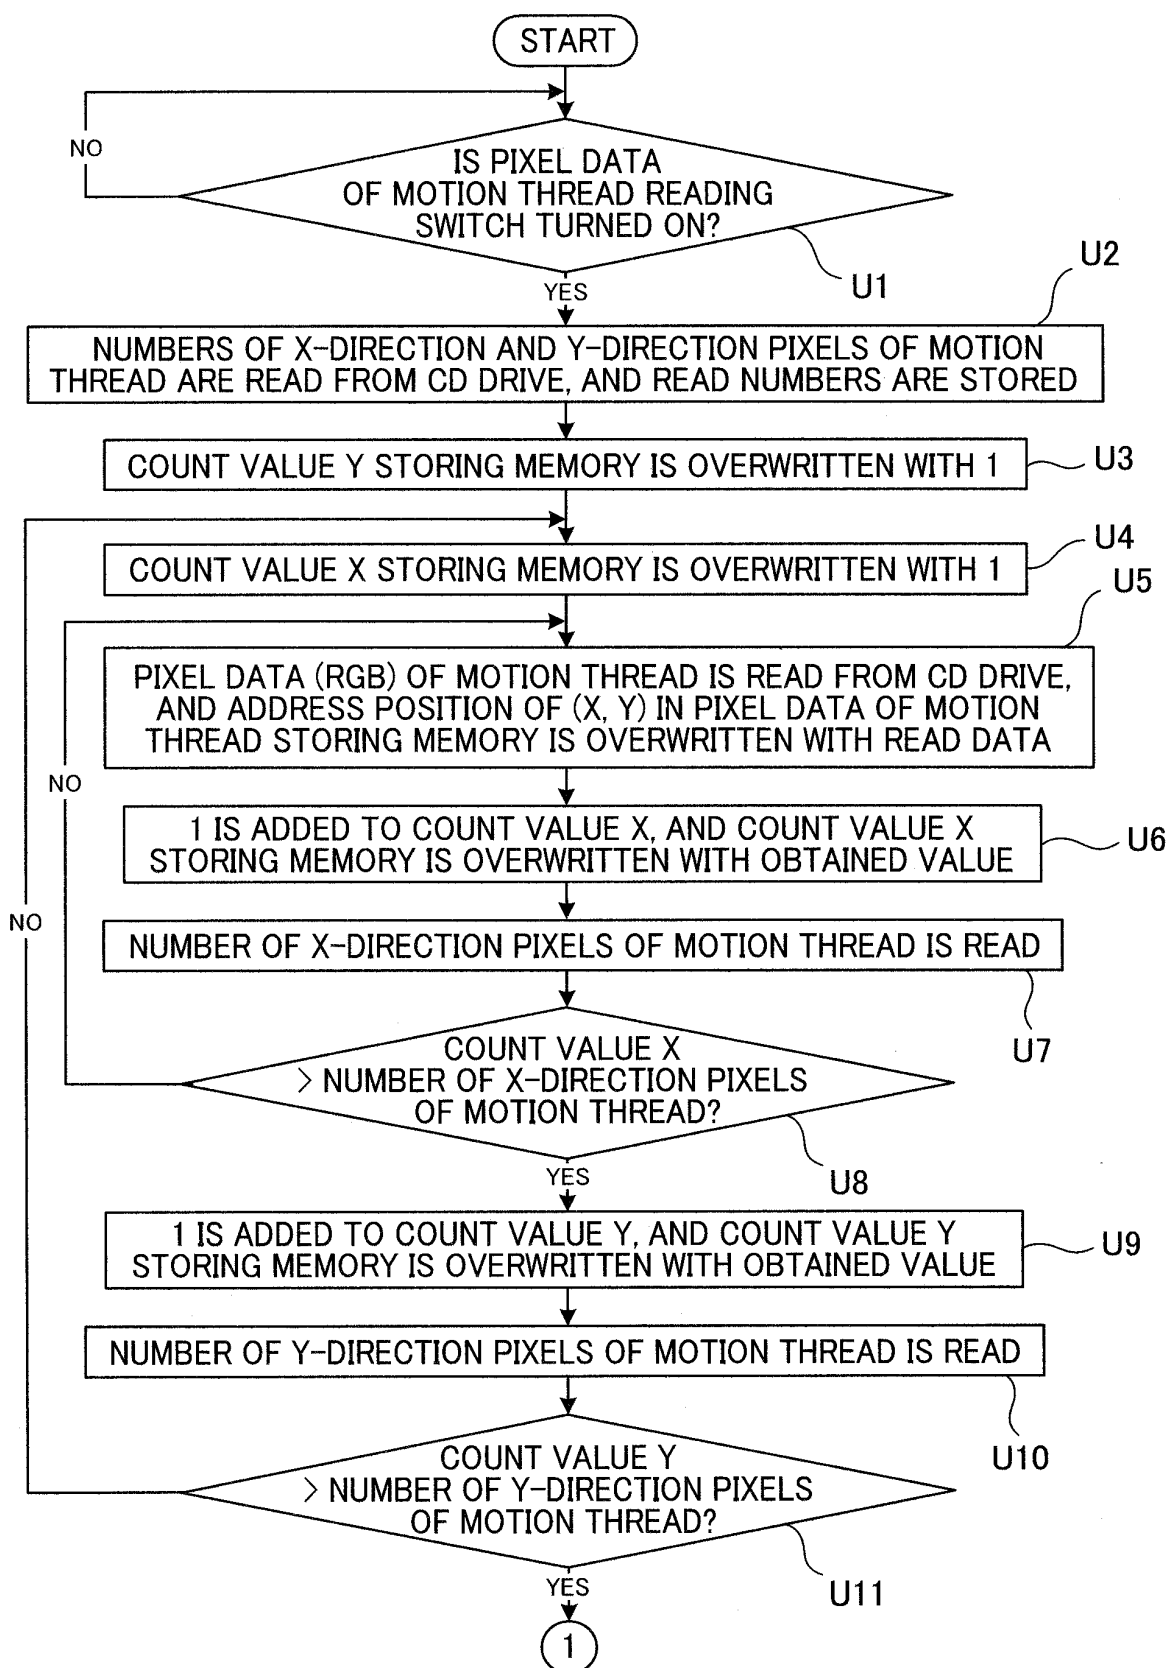 START
NO
IS PIXEL DATA
OF MOTION THREAD READING
SWITCH TURNED ON?
U1
YES
U2
NUMBERS OF X-DIRECTION AND Y-DIRECTION PIXELS OF MOTION
THREAD ARE READ FROM CD DRIVE, AND READ NUMBERS ARE STORED
COUNT VALUE Y STORING MEMORY IS OVERWRITTEN WITH 1
U3
U4
COUNT VALUE X STORING MEMORY IS OVERWRITTEN WITH 1
U5
PIXEL DATA (RGB) OF MOTION THREAD IS READ FROM CD DRIVE,
AND ADDRESS POSITION OF (X, Y) IN PIXEL DATA OF MOTION
THREAD STORING MEMORY IS OVERWRITTEN WITH READ DATA
NO
1 IS ADDED TO COUNT VALUE X, AND COUNT VALUE X
STORING MEMORY IS OVERWRITTEN WITH OBTAINED VALUE
U6
NO
NUMBER OF X-DIRECTION PIXELS OF MOTION THREAD IS READ
U7
COUNT VALUE X
> NUMBER OF X-DIRECTION PIXELS
OF MOTION THREAD?
U8
YES
1 IS ADDED TO COUNT VALUE Y, AND COUNT VALUE Y
STORING MEMORY IS OVERWRITTEN WITH OBTAINED VALUE
U9
NUMBER OF Y-DIRECTION PIXELS OF MOTION THREAD IS READ
U10
COUNT VALUE Y
> NUMBER OF Y-DIRECTION PIXELS
OF MOTION THREAD?
U11
YES
1